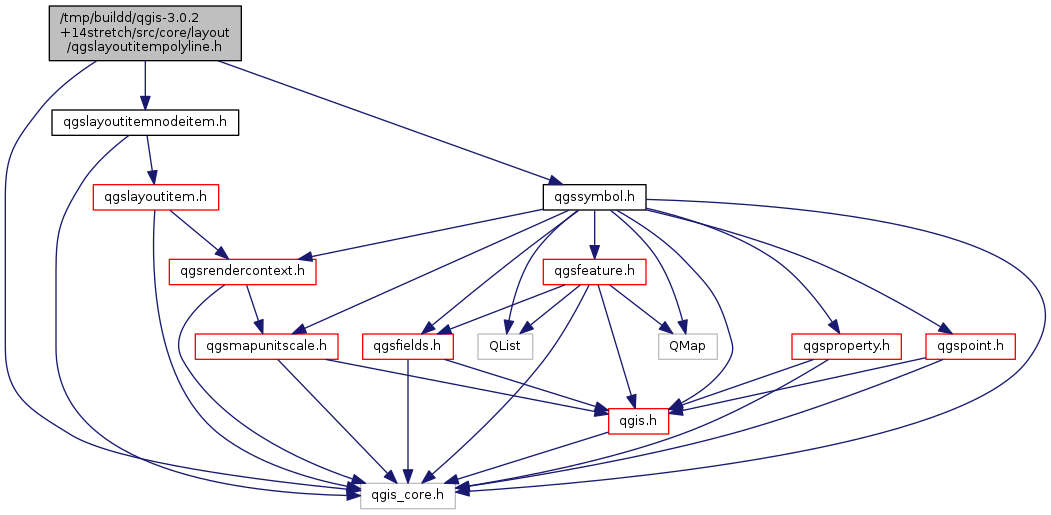 /tmp/buildd/qgis-3.0.2
+14stretch/src/core/layout
/qgslayoutitempolyline.h
qgslayoutitemnodeitem.h
qgslayoutitem.h
qgssymbol.h
qgsrendercontext.h
qgsfeature.h
qgsmapunitscale.h
qgsfields.h
QList
QMap
qgsproperty.h
qgspoint.h
qgis.h
qgis_core.h